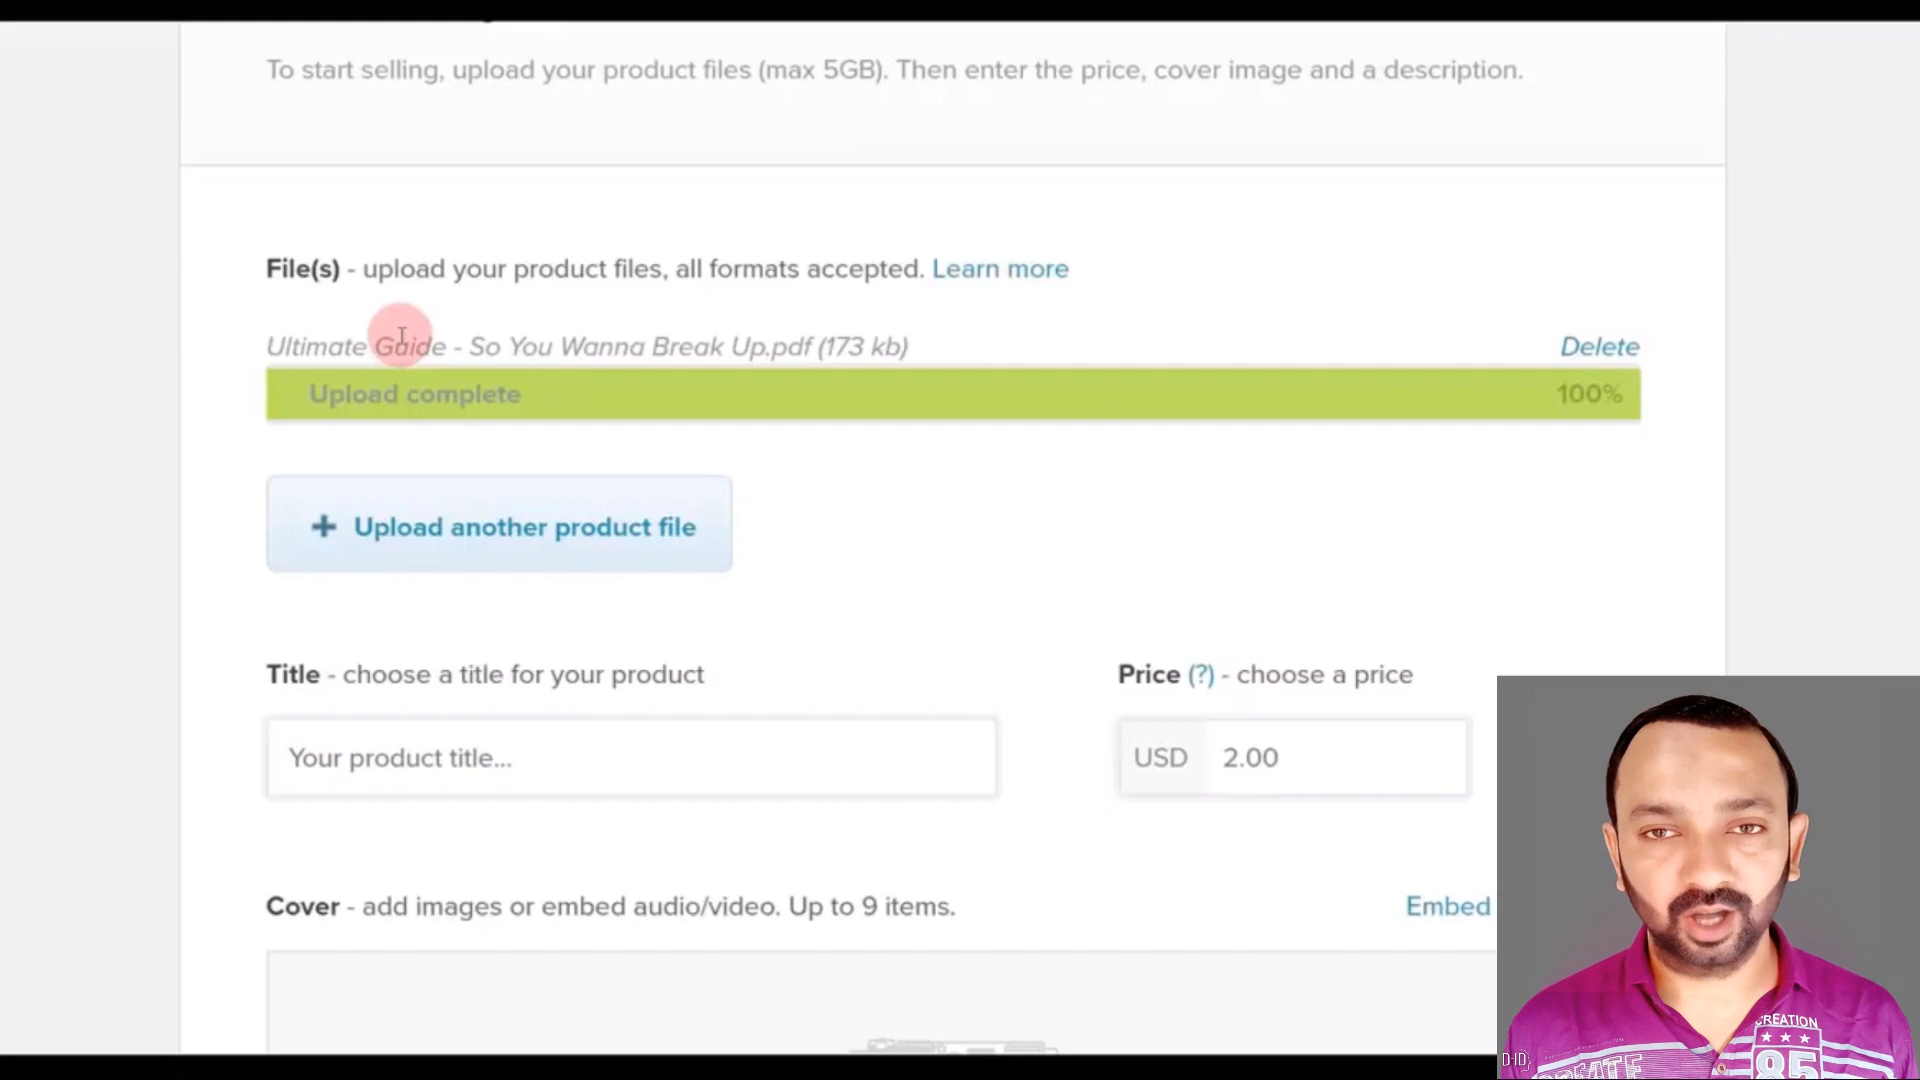 To start selling, upload your product files (max 5GB). Then enter the price, cover image and a description.
File(s) - upload your product files, all formats accepted. Learn more
Ultimate Guide - So You Wanna Break Up.pdf (173 kb) Delete
Upload complete 100%
+ Upload another product file
Title - choose a title for your product
Price (?) - choose a price
Your product title...
USD 2.00
Cover - add images or embed audio/video. Up to 9 items.
Embed
CREATION
85
D-ID